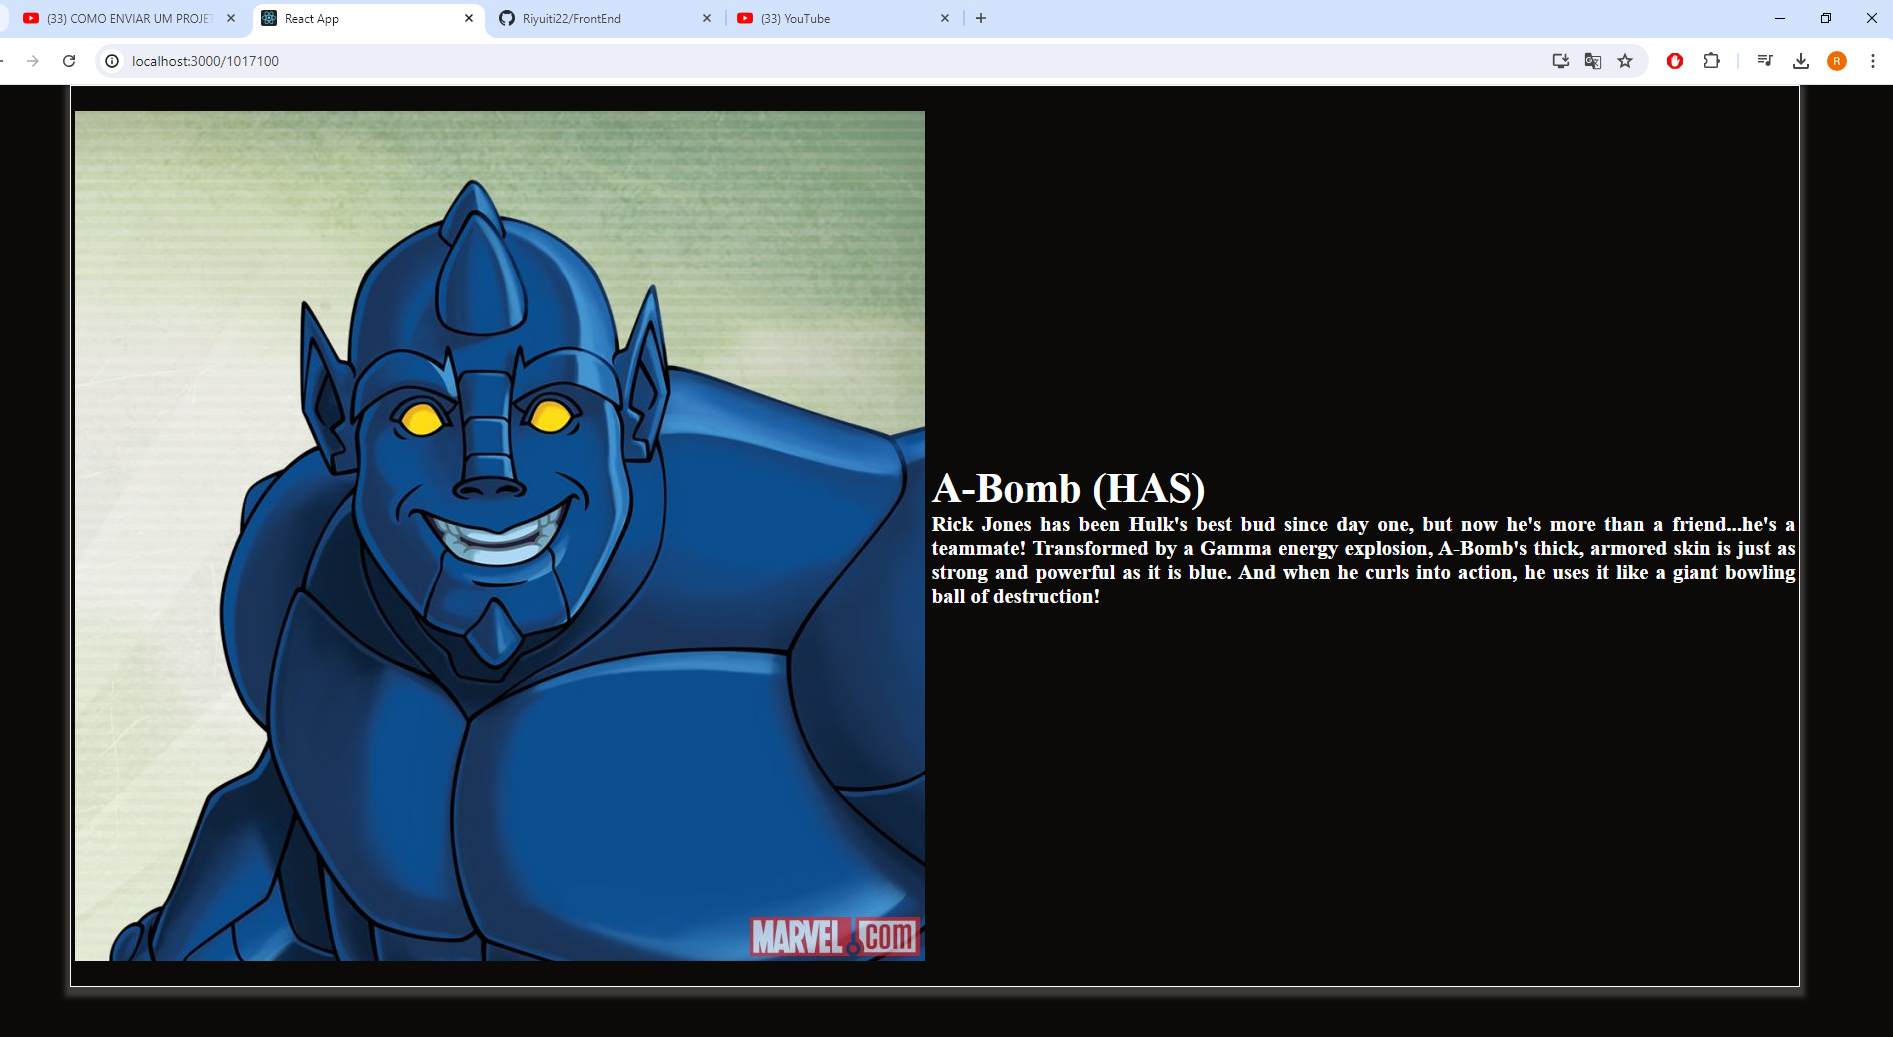 (33) COMO ENVIAR UM PROJET
React App
Riyuiti22/FrontEnd
(33) YouTube
localhost:3000/1017100
R
A-Bomb (HAS)
Rick Jones has been Hulk's best bud since day one, but now he's more than a friend...he's a
teammate! Transformed by a Gamma energy explosion, A-Bomb's thick, armored skin is just as
strong and powerful as it is blue. And when he curls into action, he uses it like a giant bowling
ball of destruction!
MARVEL.com